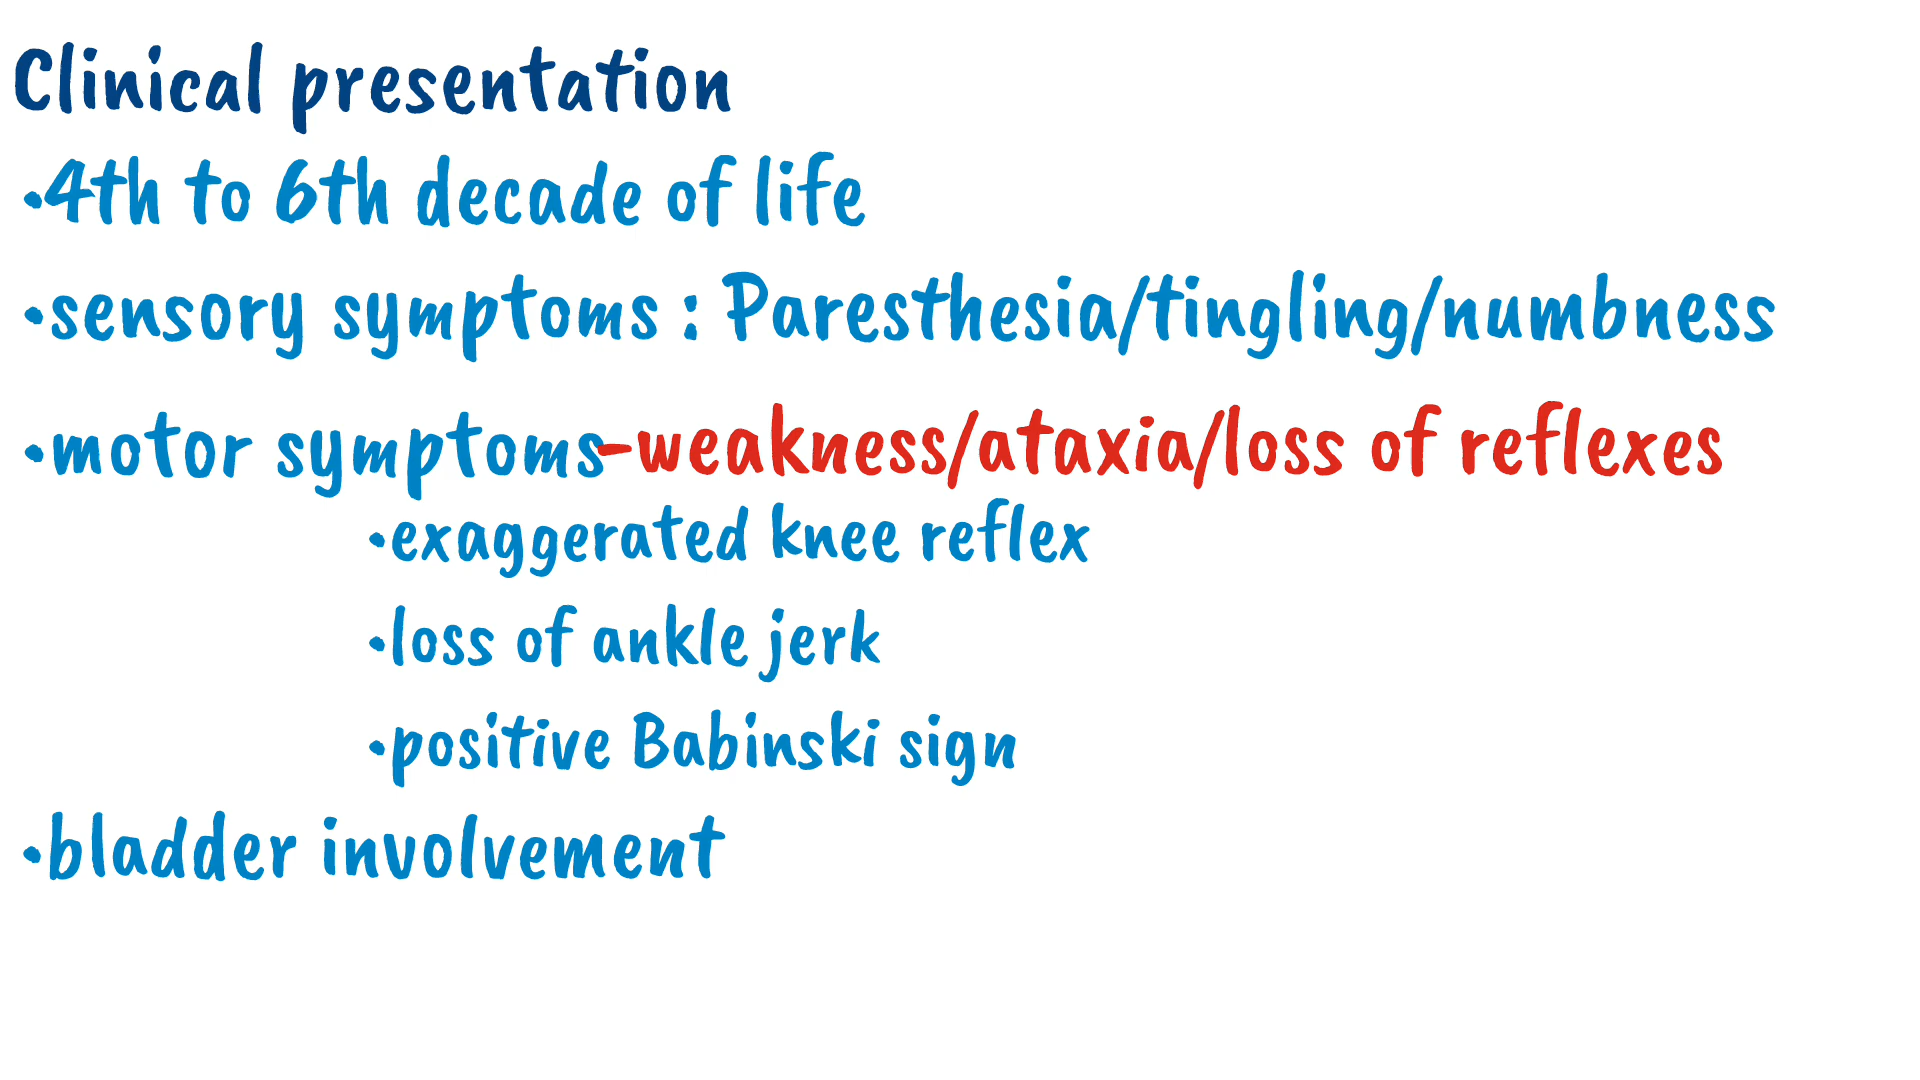 Clinical presentation
•4th to 6th decade of life
•sensory symptoms : Paresthesia/tingling/numbness
•motor symptoms-weakness/ataxia/loss of reflexes
•exaggerated knee reflex
•loss of ankle jerk
•positive Babinski sign
•bladder involvement